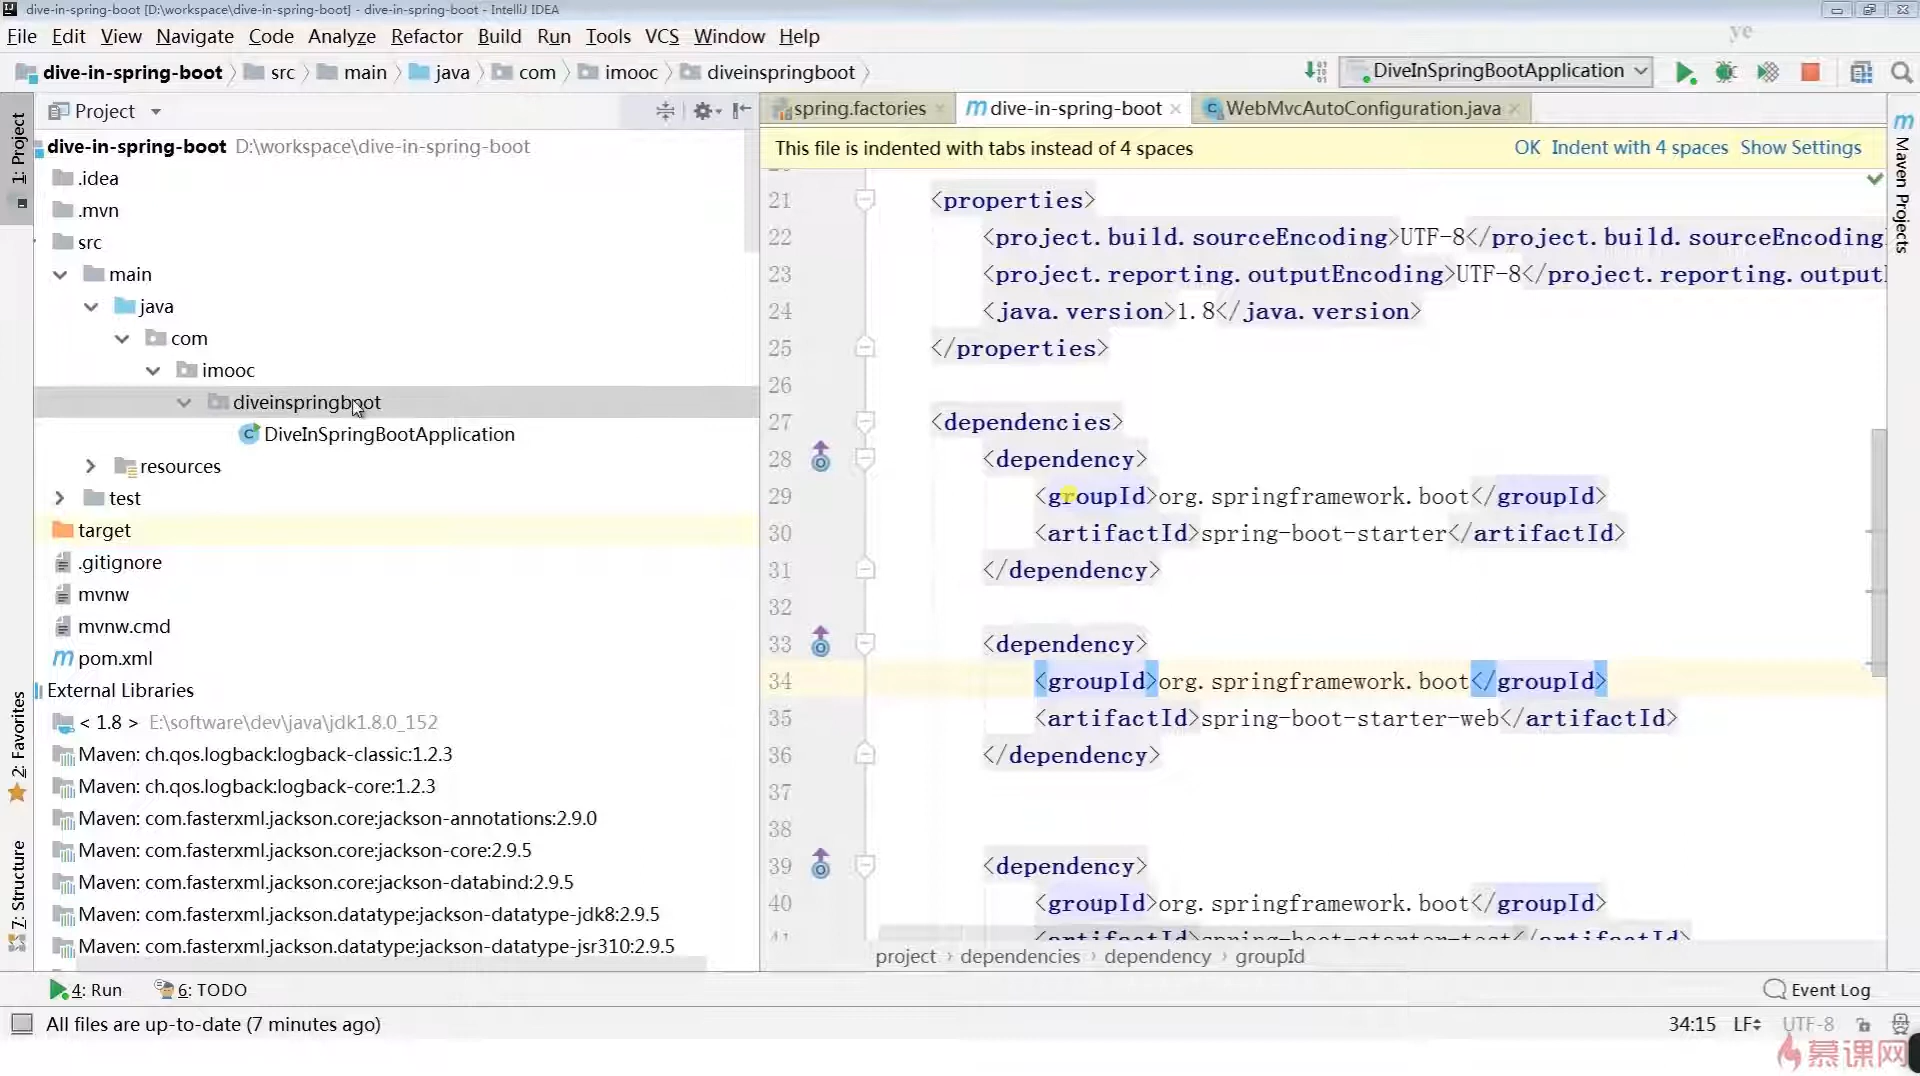 dive-in-spring-boot [D:\workspace\dive-in-spring-boot] - dive-in-spring-boot - IntelliJ IDEA
File Edit View Navigate Code Analyze Refactor Build Run Tools VCS Window Help
ye
dive-in-spring-boot src main java com imooc diveinspringboot
DiveInSpringBootApplication
1: Project
2: Favorites
7: Structure
Project
dive-in-spring-boot D:\workspace\dive-in-spring-boot
.idea
.mvn
src
main
java
com
imooc
diveinspringboot
DiveInSpringBootApplication
resources
test
target
.gitignore
mvnw
mvnw.cmd
pom.xml
External Libraries
< 1.8 > E:\software\dev\java\jdk1.8.0_152
Maven: ch.qos.logback:logback-classic:1.2.3
Maven: ch.qos.logback:logback-core:1.2.3
Maven: com.fasterxml.jackson.core:jackson-annotations:2.9.0
Maven: com.fasterxml.jackson.core:jackson-core:2.9.5
Maven: com.fasterxml.jackson.core:jackson-databind:2.9.5
Maven: com.fasterxml.jackson.datatype:jackson-datatype-jdk8:2.9.5
Maven: com.fasterxml.jackson.datatype:jackson-datatype-jsr310:2.9.5
spring.factories dive-in-spring-boot WebMvcAutoConfiguration.java
This file is indented with tabs instead of 4 spaces OK Indent with 4 spaces Show Settings
21 <properties>
22 <project.build.sourceEncoding>UTF-8</project.build.sourceEncoding
23 <project.reporting.outputEncoding>UTF-8</project.reporting.output
24 <java.version>1.8</java.version>
25 </properties>
26
27 <dependencies>
28 <dependency>
29 <groupId>org.springframework.boot</groupId>
30 <artifactId>spring-boot-starter</artifactId>
31 </dependency>
32
33 <dependency>
34 <groupId>org.springframework.boot</groupId>
35 <artifactId>spring-boot-starter-web</artifactId>
36 </dependency>
37
38
39 <dependency>
40 <groupId>org.springframework.boot</groupId>
41 <artifactId>spring-boot-starter-test</artifactId>
project › dependencies › dependency › groupId
Maven Projects
4: Run 6: TODO Event Log
All files are up-to-date (7 minutes ago) 34:15 LF UTF-8
慕课网